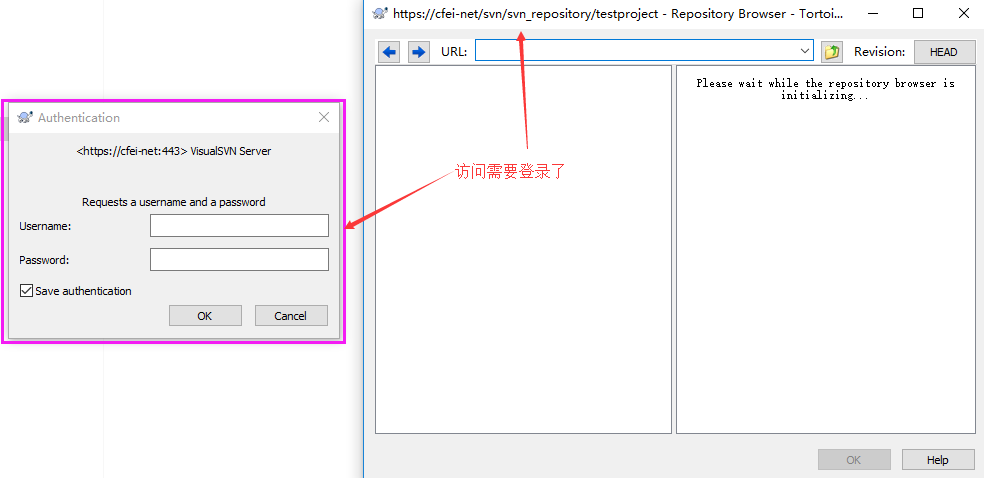 https://cfei-net/svn/svn_repository/testproject - Repository Browser - Tortoi...
URL:
Revision:
HEAD
Please wait while the repository browser is
initializing...
Authentication
<https://cfei-net:443> VisualSVN Server
访问需要登录了
Requests a username and a password
Username:
Password:
Save authentication
OK
Cancel
OK
Help